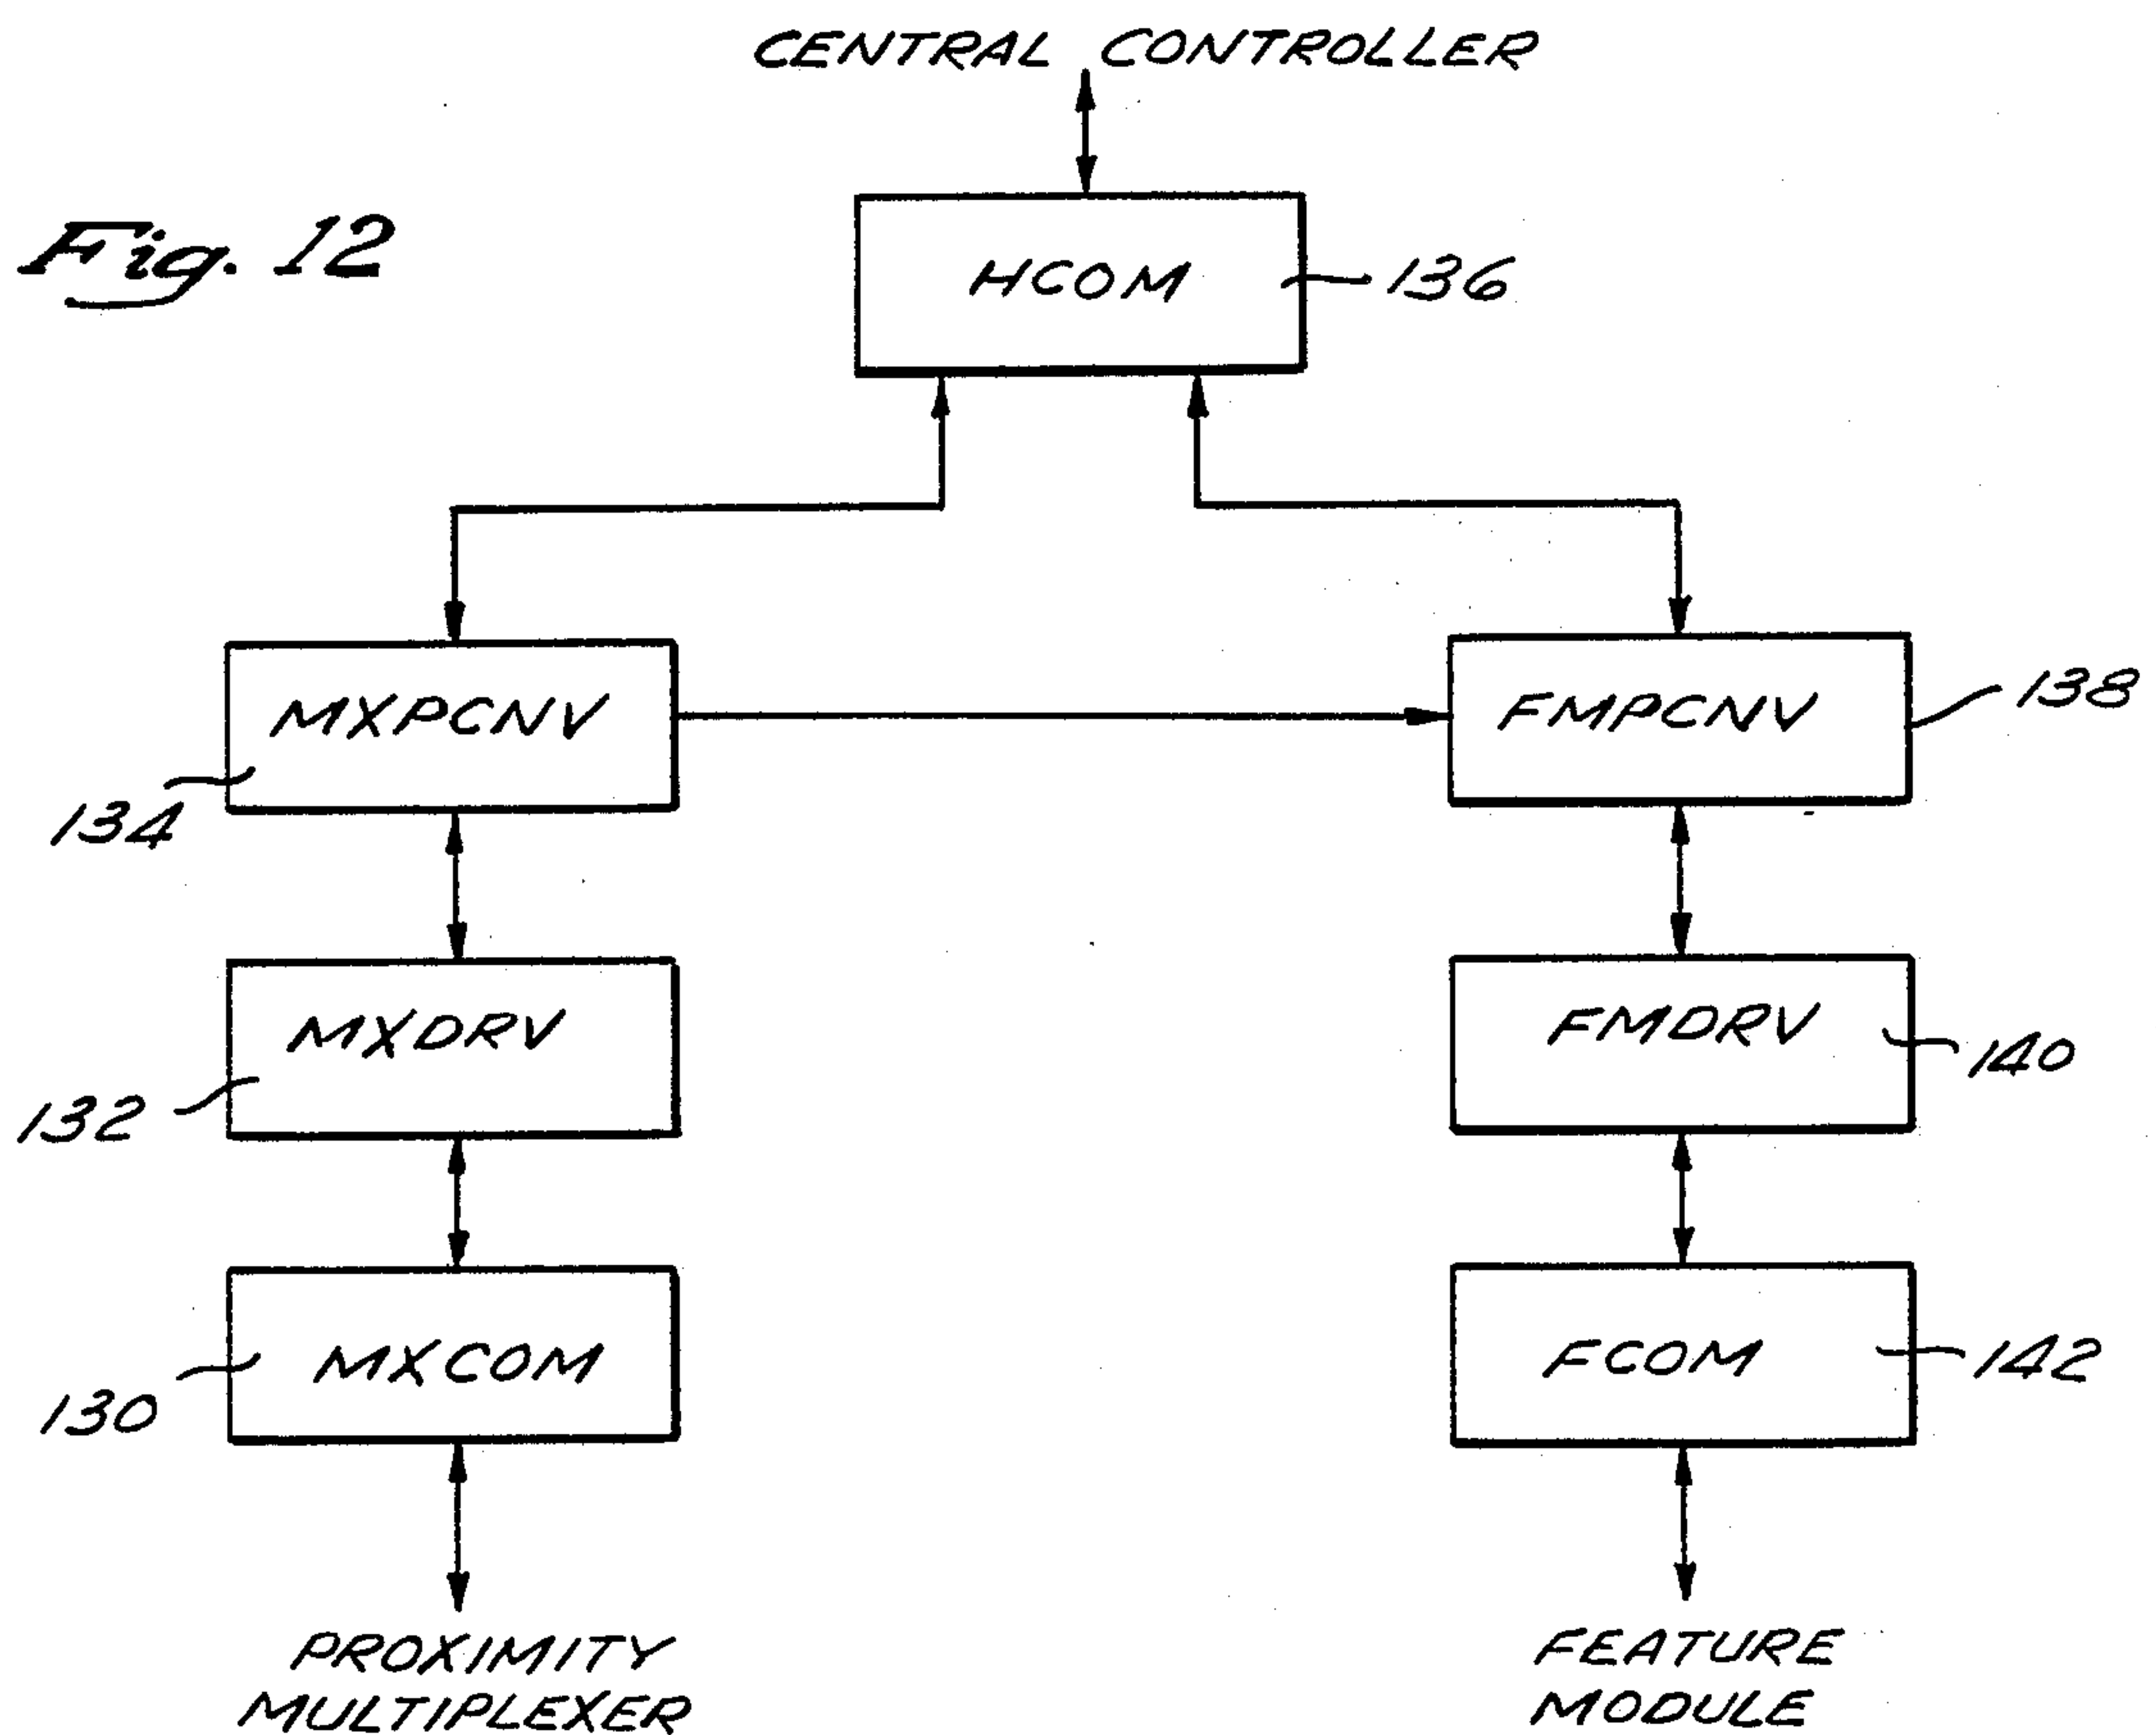 CENTRAL CONTROLLER
Fig. 12
HCOM
136
MXPCNV
134
FMPCNV
138
MXDRV
132
FMDRV
140
MXCOM
130
FCOM
142
PROXIMITY
MULTIPLEXER
FEATURE
MODULE